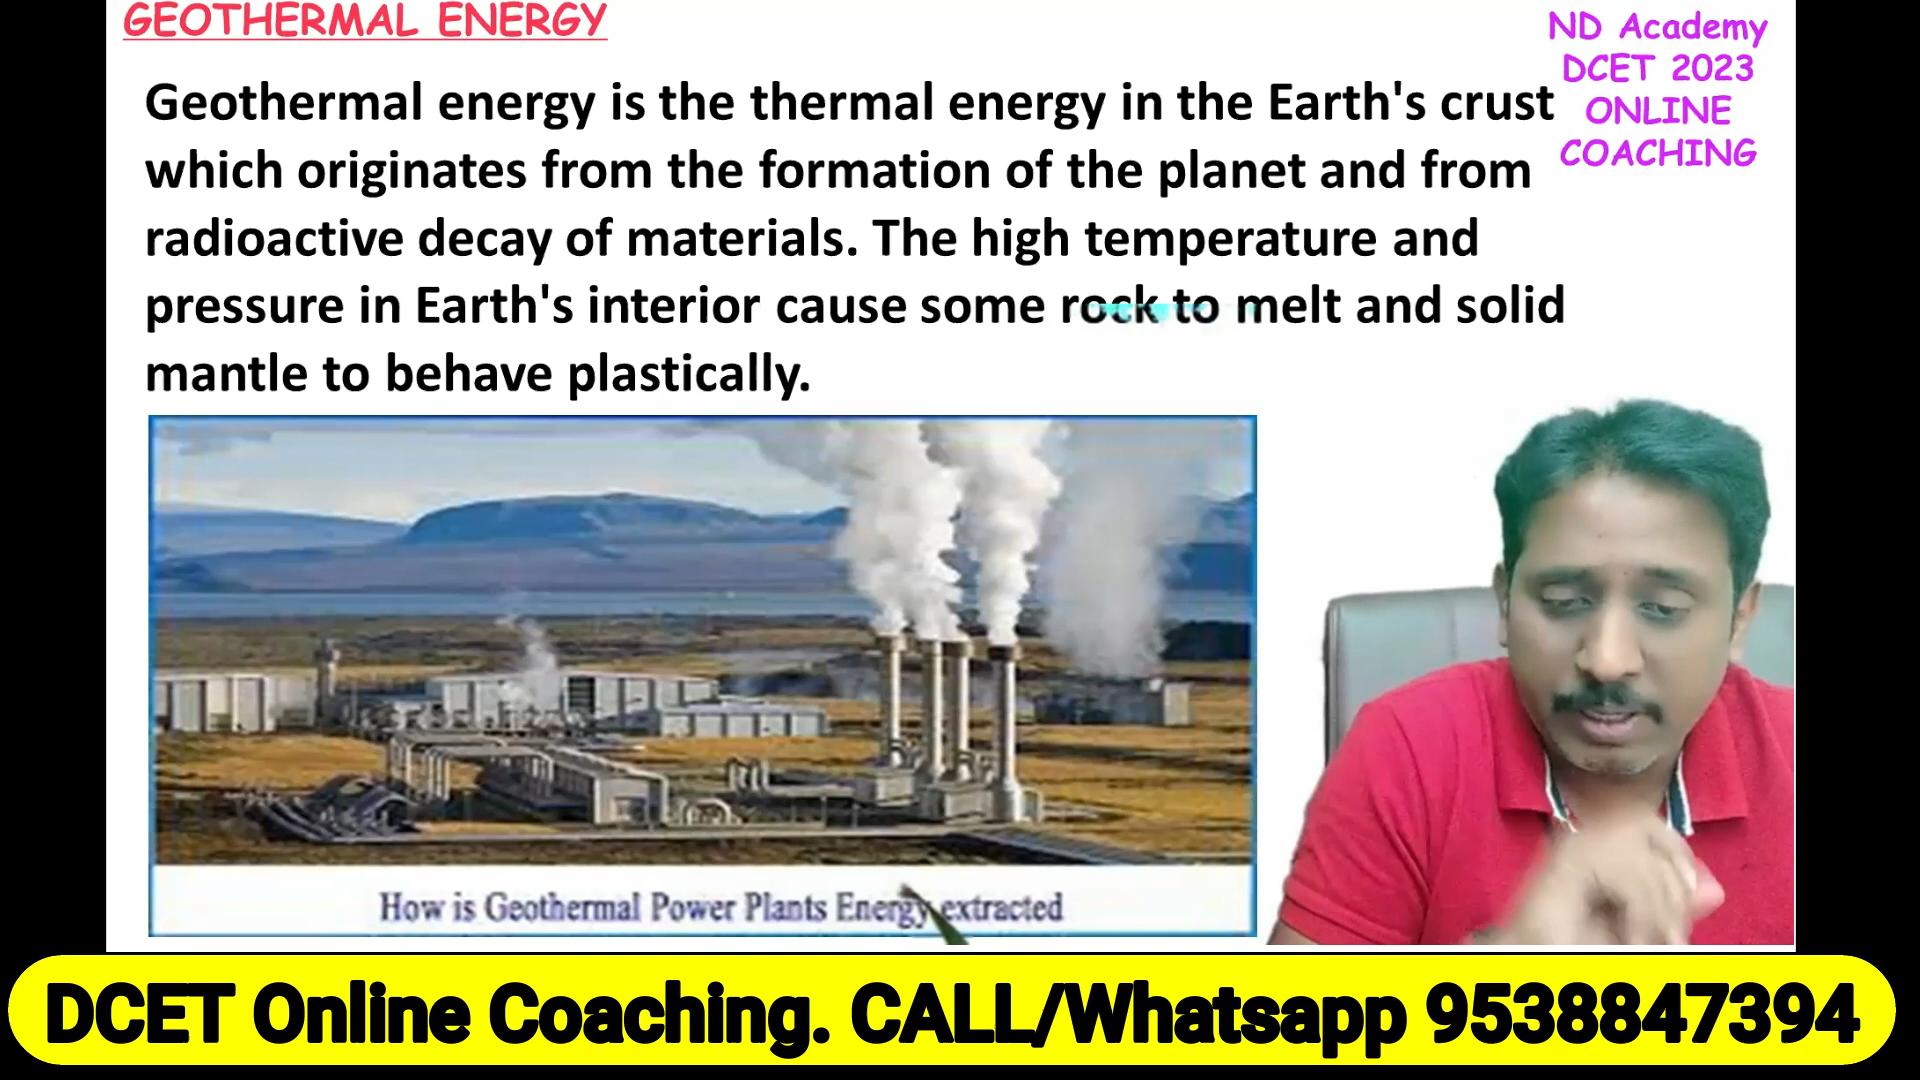 GEOTHERMAL ENERGY
ND Academy
DCET 2023
ONLINE
COACHING
Geothermal energy is the thermal energy in the Earth's crust
which originates from the formation of the planet and from
radioactive decay of materials. The high temperature and
pressure in Earth's interior cause some rock to melt and solid
mantle to behave plastically.
How is Geothermal Power Plants Energy extracted
DCET Online Coaching. CALL/Whatsapp 9538847394